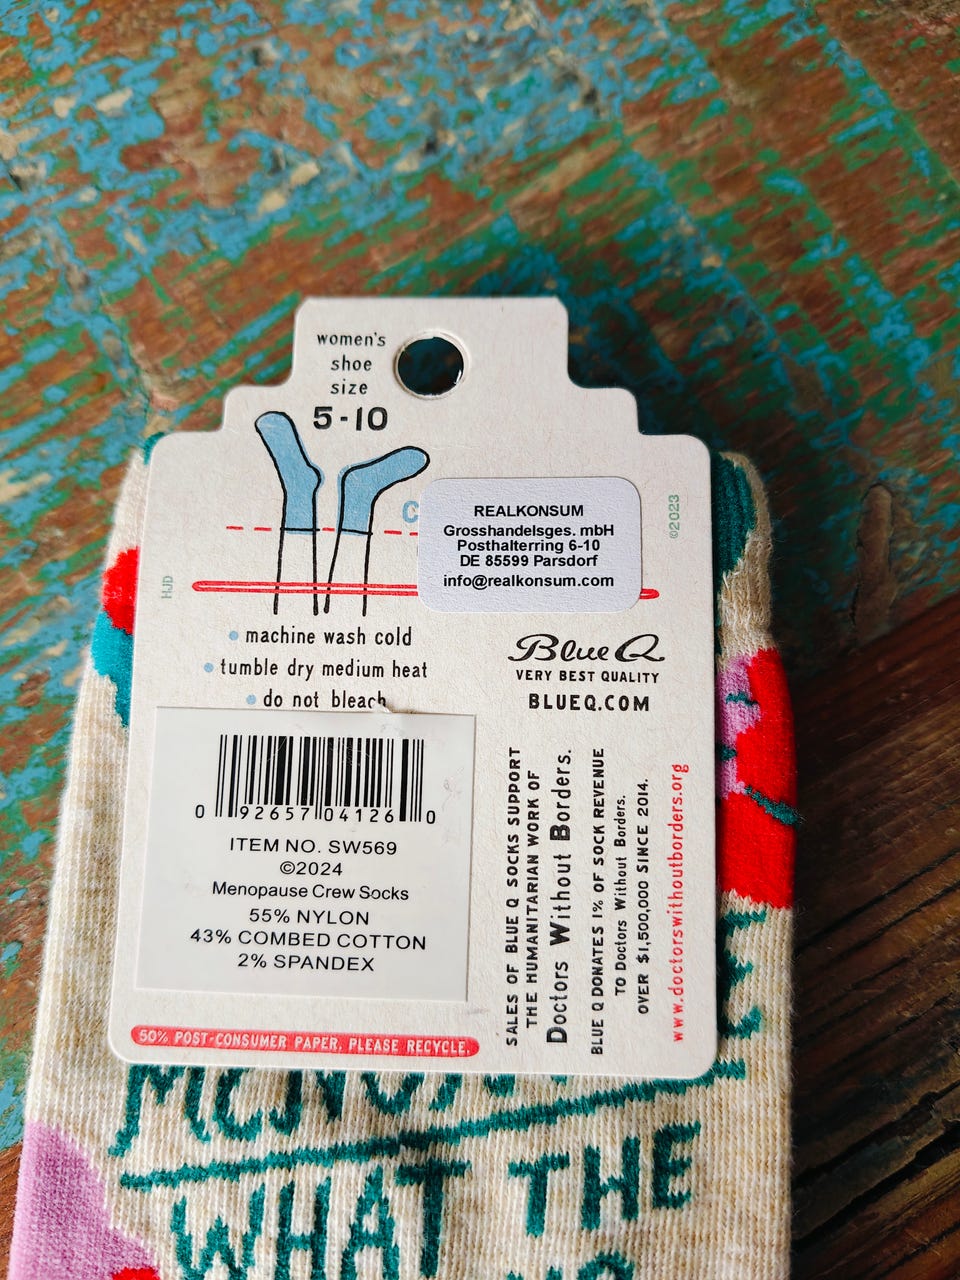 women's
shoe
size
5-10
REALKONSUM
Grosshandelsges. mbH
Posthalterring 6-10
DE 85599 Parsdorf
info@realkonsum.com
©2023
HJD
machine wash cold
tumble dry medium heat
do not bleach
Blue Q
VERY BEST QUALITY
BLUEQ.COM
0 92657 04126 0
ITEM NO. SW569
©2024
Menopause Crew Socks
55% NYLON
43% COMBED COTTON
2% SPANDEX
SALES OF BLUE Q SOCKS SUPPORT
THE HUMANITARIAN WORK OF
Doctors Without Borders.
BLUE Q DONATES 1% OF SOCK REVENUE
TO Doctors Without Borders.
OVER $1,500,000 SINCE 2014.
www.doctorswithoutborders.org
50% POST-CONSUMER PAPER, PLEASE RECYCLE.
WHAT THE